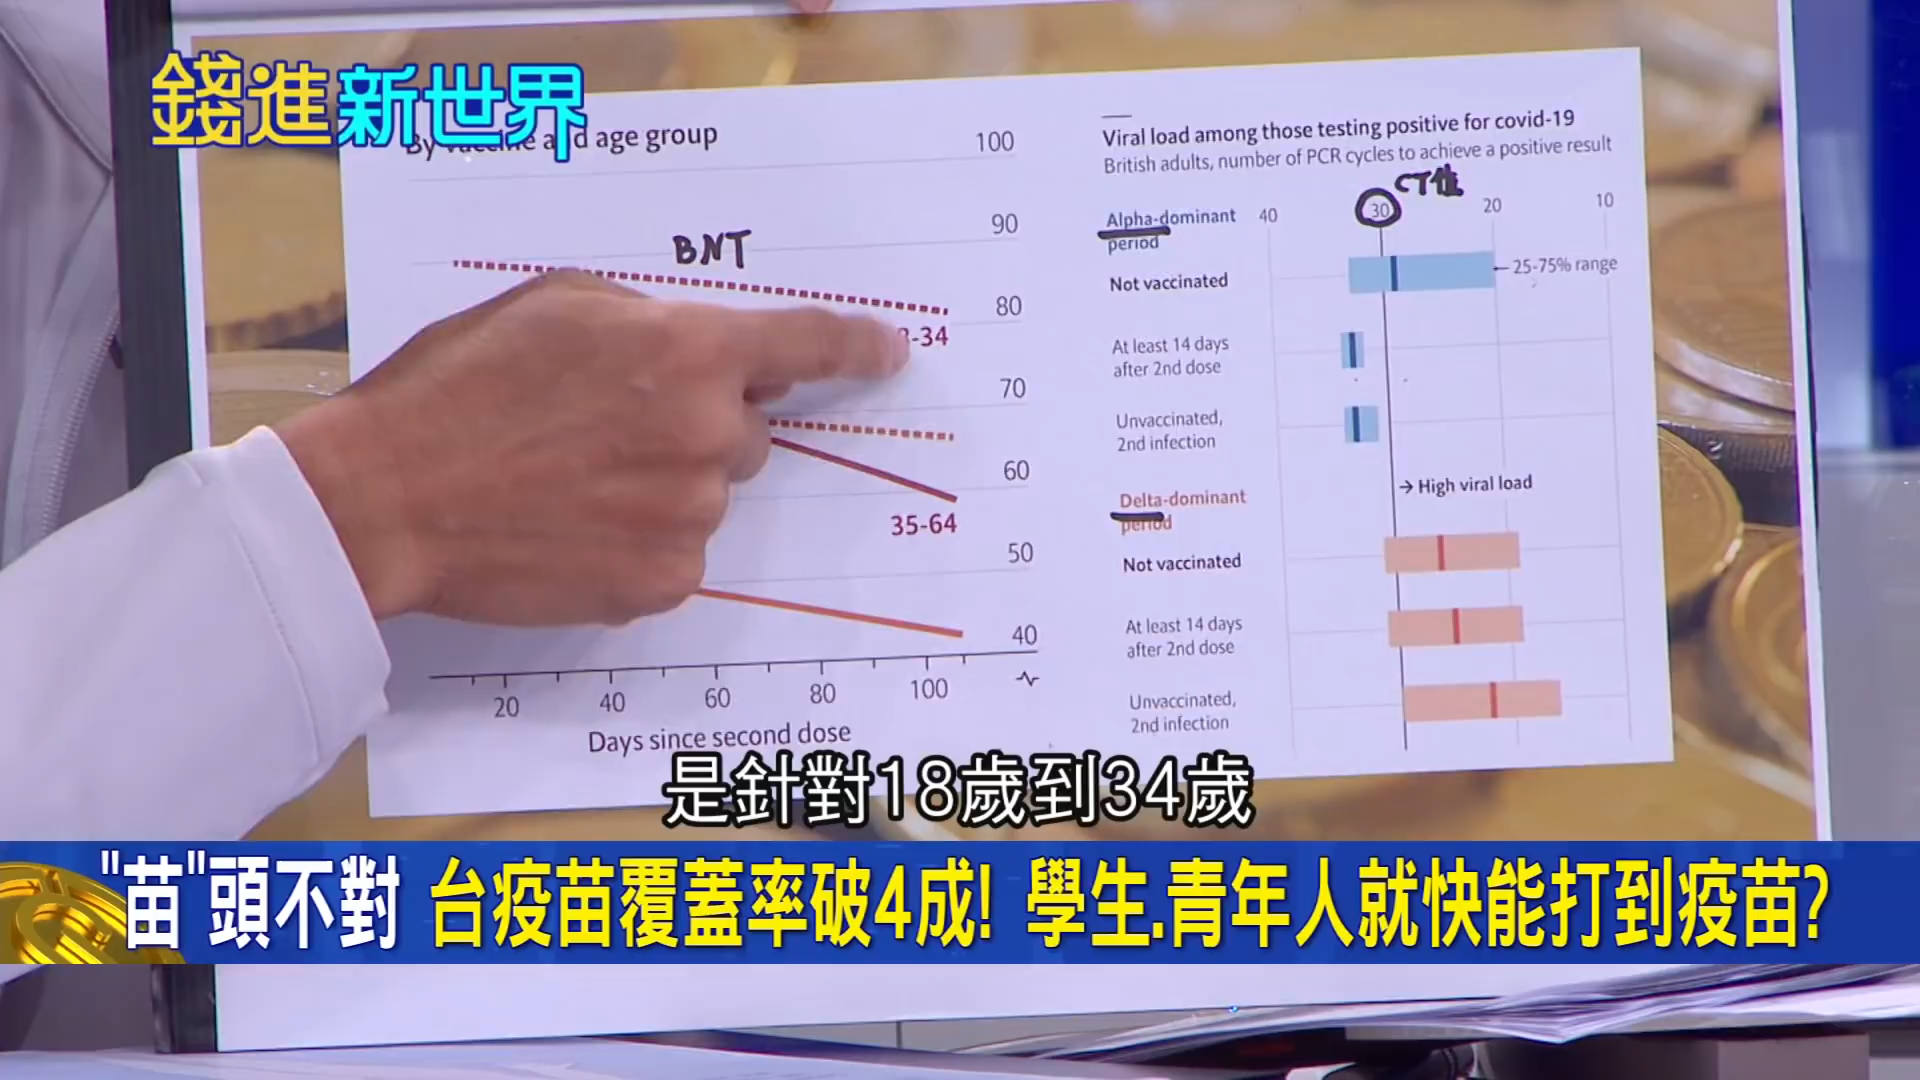 錢進新世界
By vaccine and age group
100
90
80
70
60
50
40
BNT
-34
35-64
20 40 60 80 100
Days since second dose
Viral load among those testing positive for covid-19
British adults, number of PCR cycles to achieve a positive result
CT值
40 30 20 10
Alpha-dominant
period
Not vaccinated
25-75% range
At least 14 days
after 2nd dose
Unvaccinated,
2nd infection
→ High viral load
Delta-dominant
period
Not vaccinated
At least 14 days
after 2nd dose
Unvaccinated,
2nd infection
是針對18歲到34歲
"苗"頭不對 台疫苗覆蓋率破4成! 學生.青年人就快能打到疫苗?